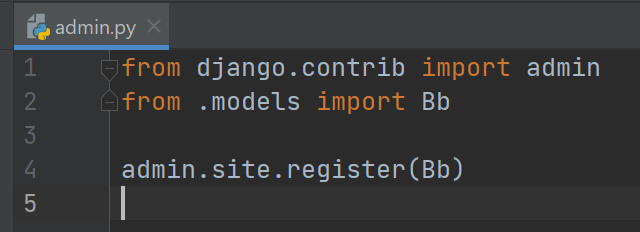 admin.py
1 from django.contrib import admin
2 from .models import Bb
3
4 admin.site.register(Bb)
5